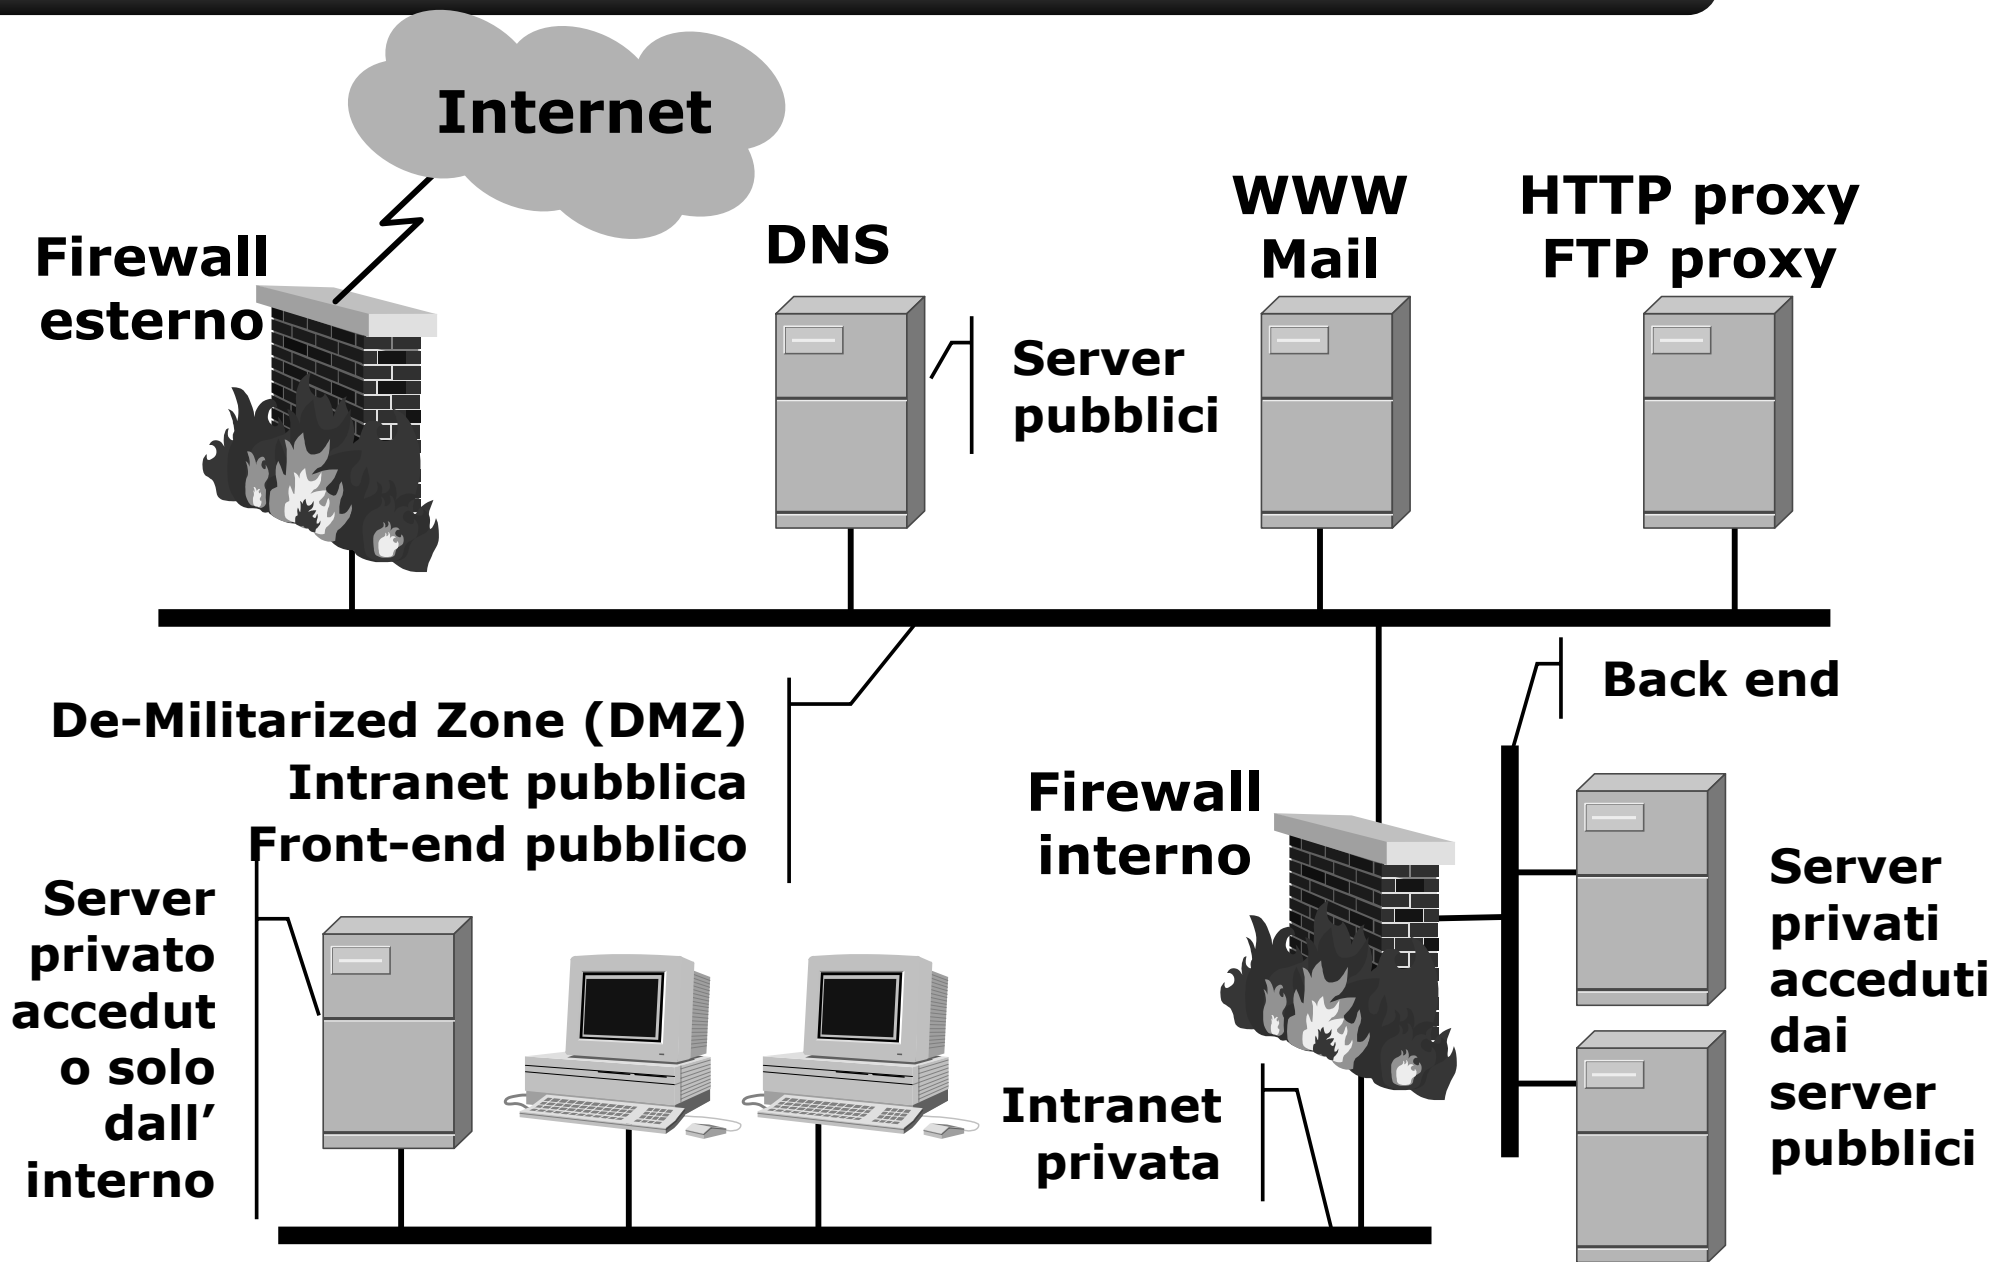 Internet
Firewall
esterno
DNS
Server
pubblici
WWW
Mail
HTTP proxy
FTP proxy
De-Militarized Zone (DMZ)
Intranet pubblica
Front-end pubblico
Back end
Firewall
interno
Server
privati
acceduti
dai
server
pubblici
Server
privato
accedut
o solo
dall’
interno
Intranet
privata